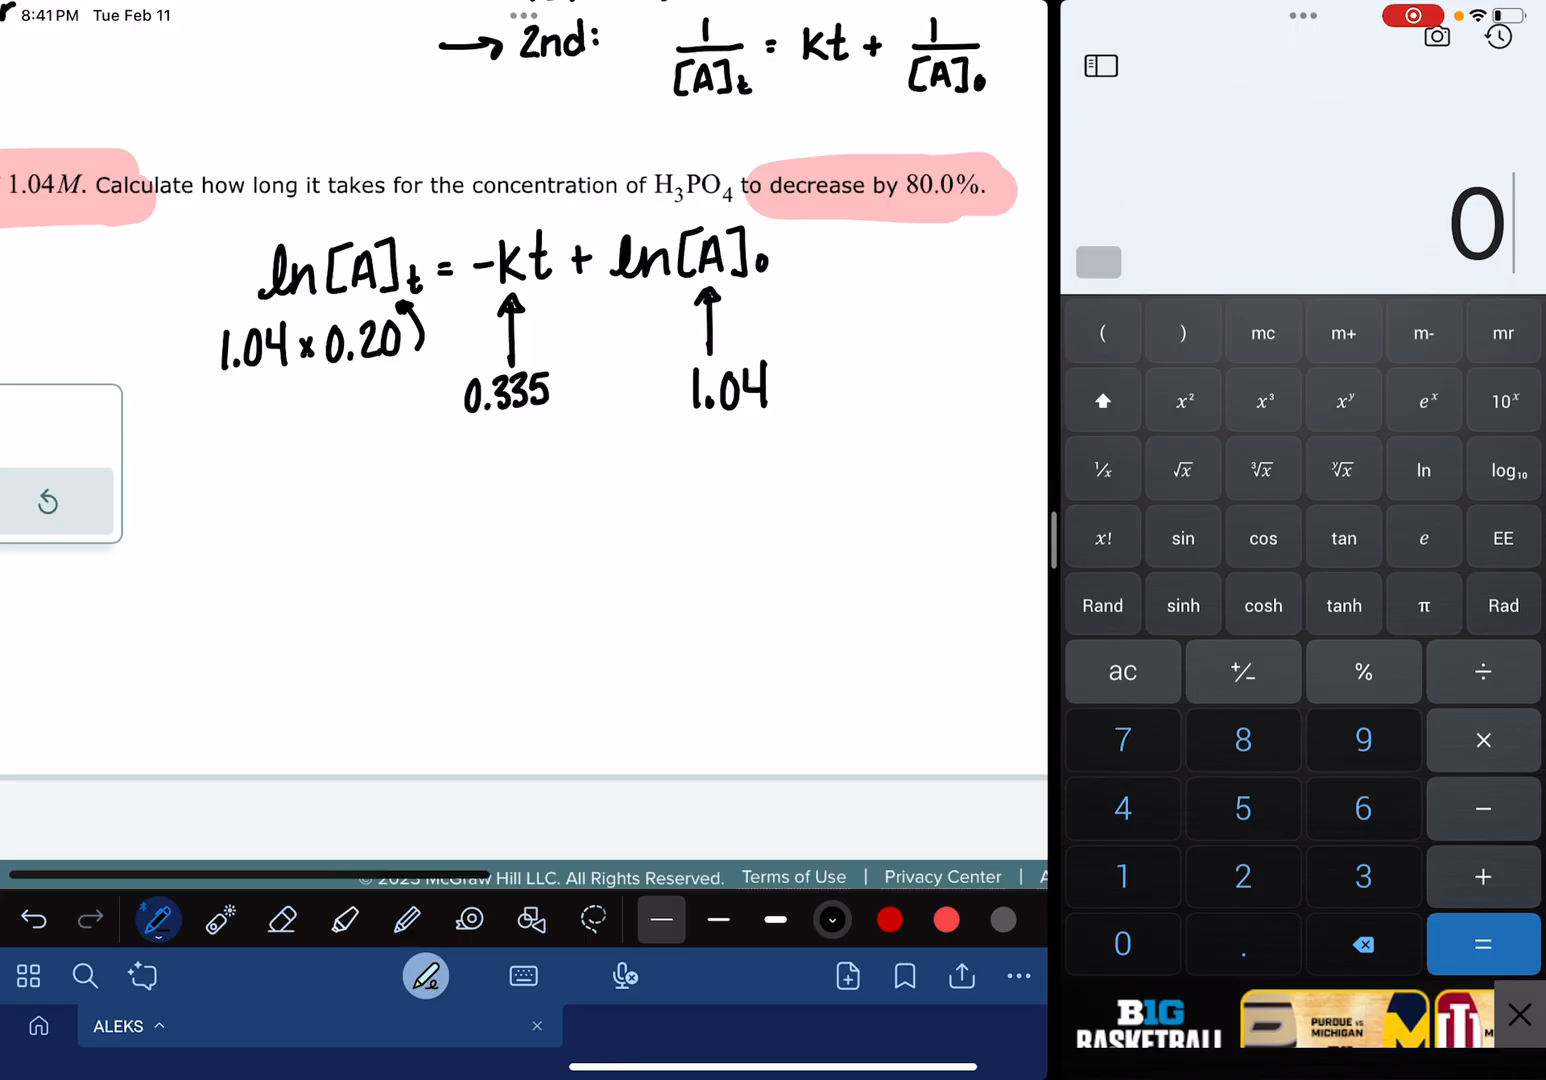 8:41 PM Tue Feb 11
→ 2nd: 1/[A]t = kt + 1/[A]0
1.04M. Calculate how long it takes for the concentration of H3PO4 to decrease by 80.0%.
ln[A]t = -kt + ln[A]0
1.04 x 0.20
0.335
1.04
© 2025 McGraw Hill LLC. All Rights Reserved. Terms of Use | Privacy Center |
ALEKS
0
( ) mc m+ m- mr
x² x³ xʸ eˣ 10ˣ
1/x √x ∛x ʸ√x ln log10
x! sin cos tan e EE
Rand sinh cosh tanh π Rad
ac +/- % ÷
7 8 9 ×
4 5 6 −
1 2 3 +
0 . =
B1G
BASKETBALL
PURDUE VS
MICHIGAN